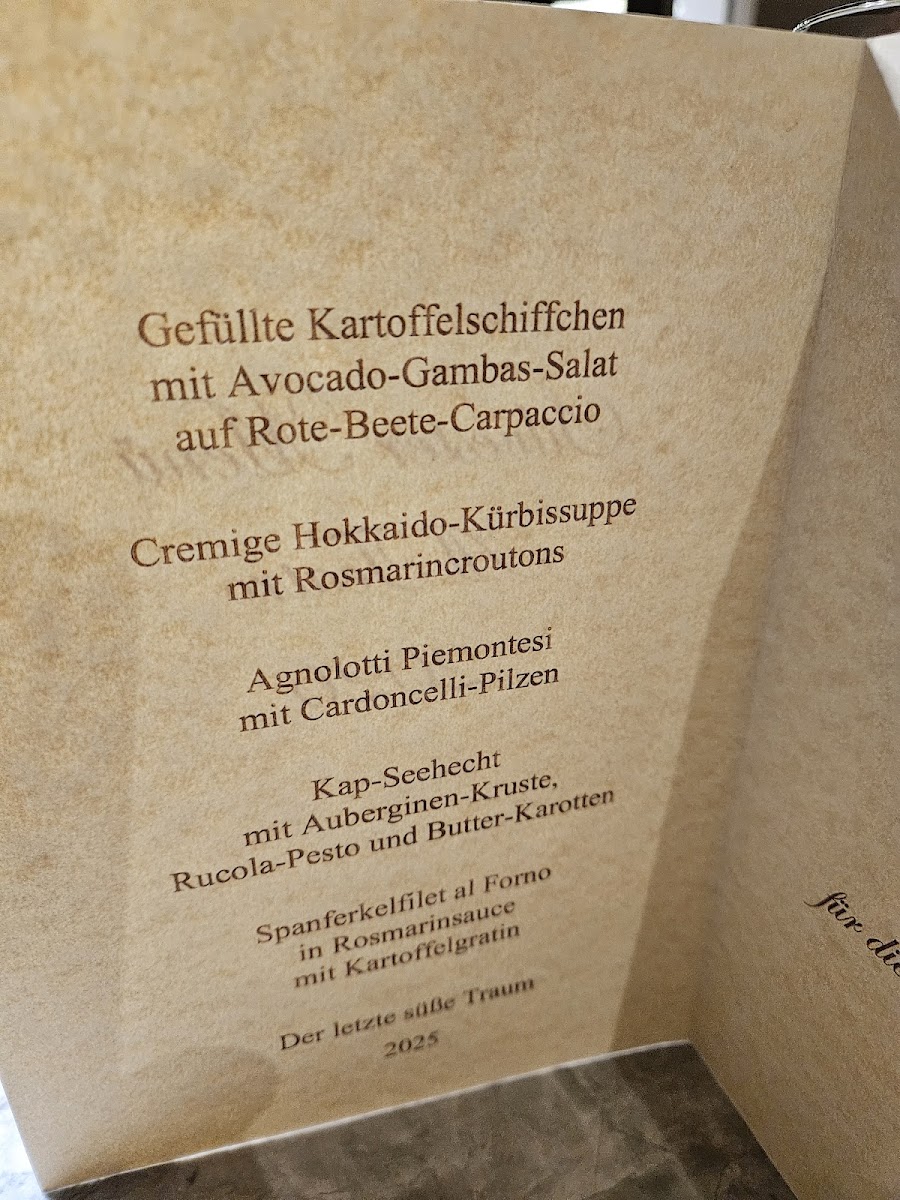 Gefüllte Kartoffelschiffchen
mit Avocado-Gambas-Salat
auf Rote-Beete-Carpaccio
Cremige Hokkaido-Kürbissuppe
mit Rosmarincroutons
Agnolotti Piemontesi
mit Cardoncelli-Pilzen
Kap-Seehecht
mit Auberginen-Kruste,
Rucola-Pesto und Butter-Karotten
Spanferkelfilet al Forno
in Rosmarinsauce
mit Kartoffelgratin
Der letzte süße Traum
2025
für die